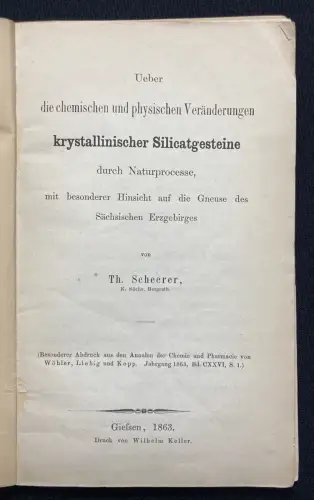 Ueber
die chemischen und physischen Veränderungen
krystallinischer Silicatgesteine
durch Naturprocesse,
mit besonderer Hinsicht auf die Gneuse des
Sächsischen Erzgebirges
von
Th. Scheerer,
K. Sächs. Bergrath.
(Besonderer Abdruck aus den Annalen der Chemie und Pharmacie von
Wöhler, Liebig und Kopp. Jahrgang 1863, Bd. CXXVI, S. 1.)
Gießen, 1863.
Druck von Wilhelm Keller.